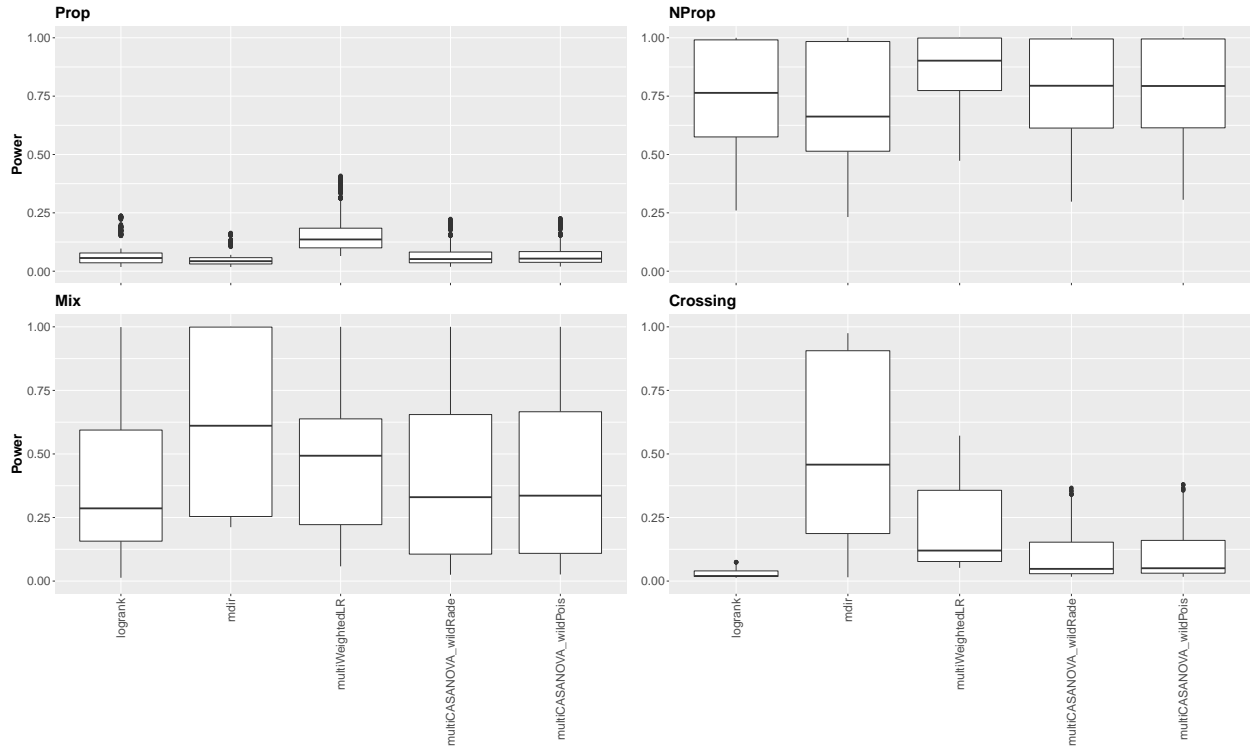 Prop
NProp
Power
1.00
0.75
0.50
0.25
0.00
1.00
0.75
0.50
0.25
0.00
Mix
Crossing
Power
1.00
0.75
0.50
0.25
0.00
1.00
0.75
0.50
0.25
0.00
logrank
mdir
multiWeightedLR
multiCASANOVA_wildRade
multiCASANOVA_wildPois
logrank
mdir
multiWeightedLR
multiCASANOVA_wildRade
multiCASANOVA_wildPois